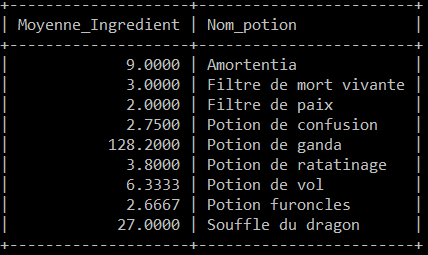 +--------------------+------------------------+
| Moyenne_Ingredient | Nom_potion             |
+--------------------+------------------------+
|             9.0000 | Amortentia             |
|             3.0000 | Filtre de mort vivante |
|             2.0000 | Filtre de paix         |
|             2.7500 | Potion de confusion    |
|           128.2000 | Potion de ganda        |
|             3.8000 | Potion de ratatinage   |
|             6.3333 | Potion de vol          |
|             2.6667 | Potion furoncles       |
|            27.0000 | Souffle du dragon      |
+--------------------+------------------------+